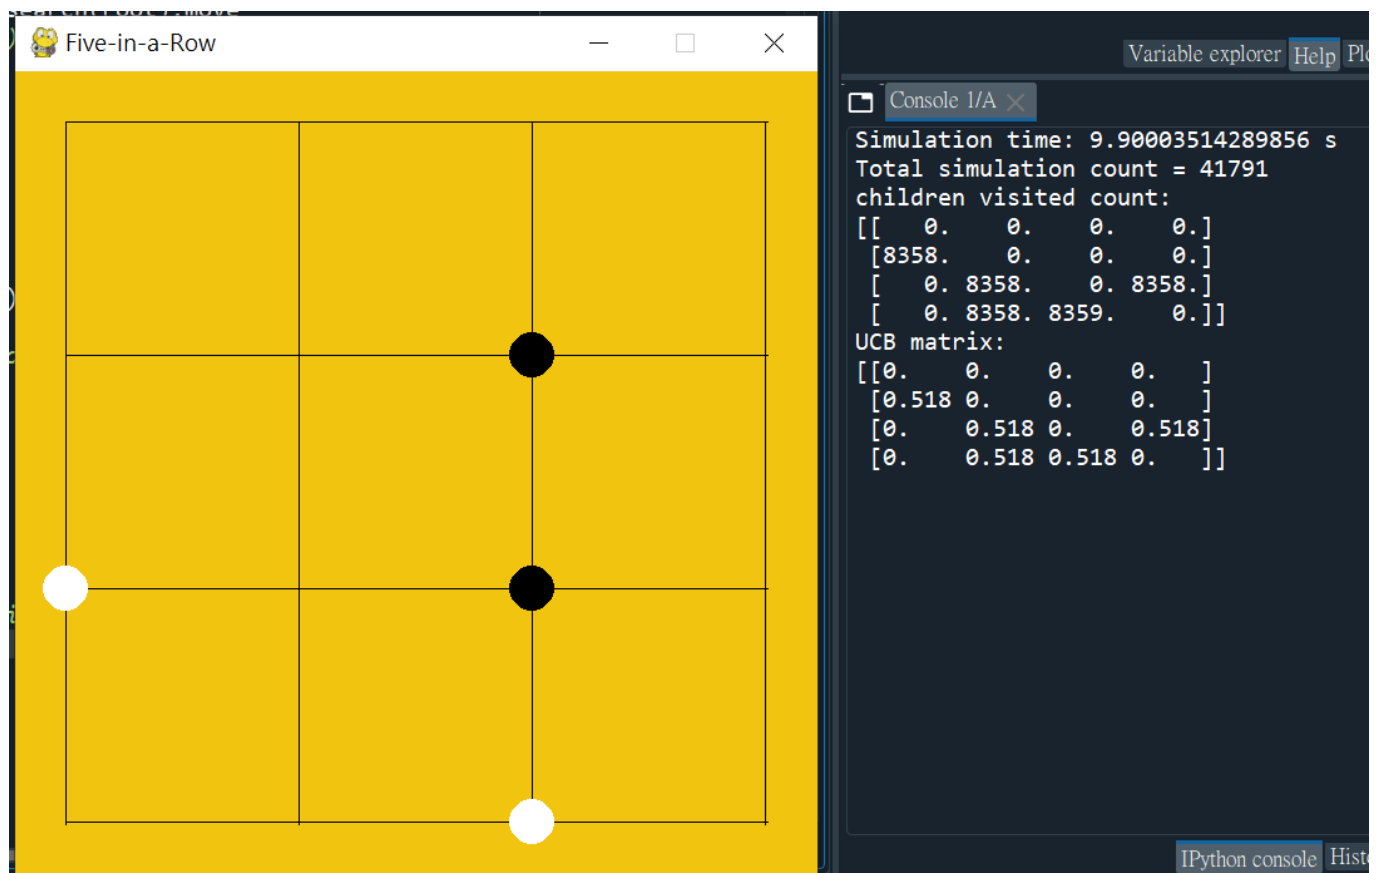 Five-in-a-Row
Variable explorer Help
Console 1/A
Simulation time: 9.90003514289856 s
Total simulation count = 41791
children visited count:
[[   0.    0.    0.    0.]
 [8358.    0.    0.    0.]
 [   0. 8358.    0. 8358.]
 [   0. 8358. 8359.    0.]]
UCB matrix:
[[0.    0.    0.    0.   ]
 [0.518 0.    0.    0.   ]
 [0.    0.518 0.    0.518]
 [0.    0.518 0.518 0.   ]]
IPython console